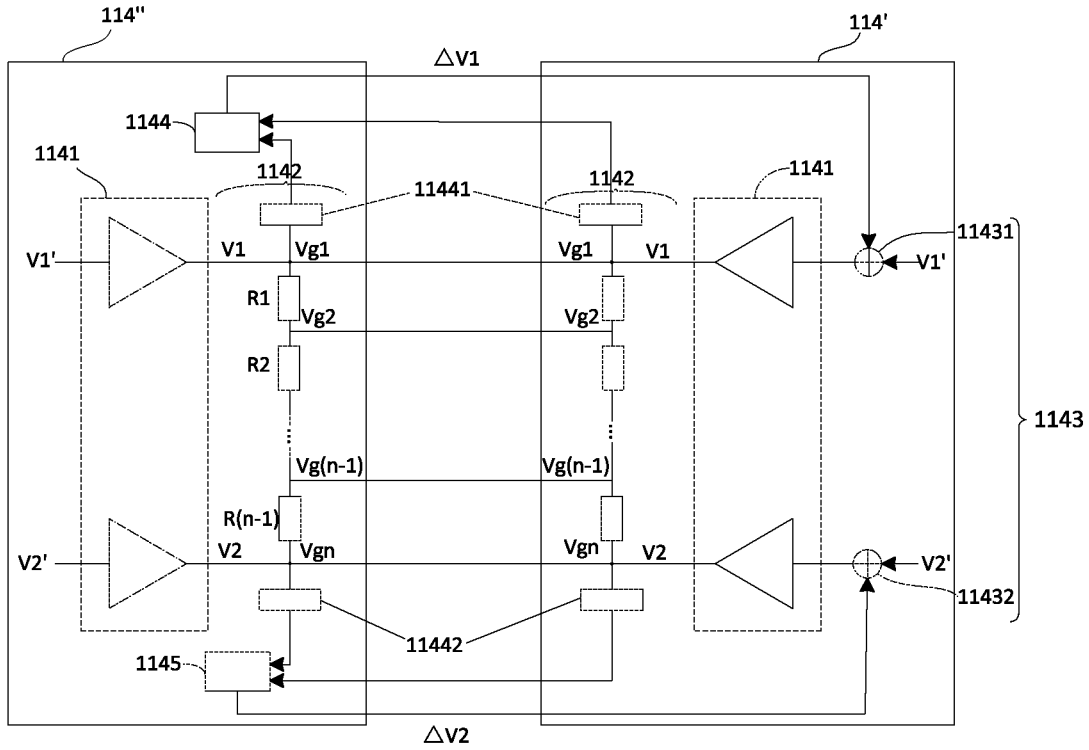 114"
114'
△V1
1144
1141
1142
11441
1142
1141
11431
V1'
V1
Vg1
Vg1
V1
V1'
R1
Vg2
Vg2
R2
1143
Vg(n-1)
Vg(n-1)
R(n-1)
V2'
V2
Vgn
Vgn
V2
V2'
11432
11442
1145
△V2